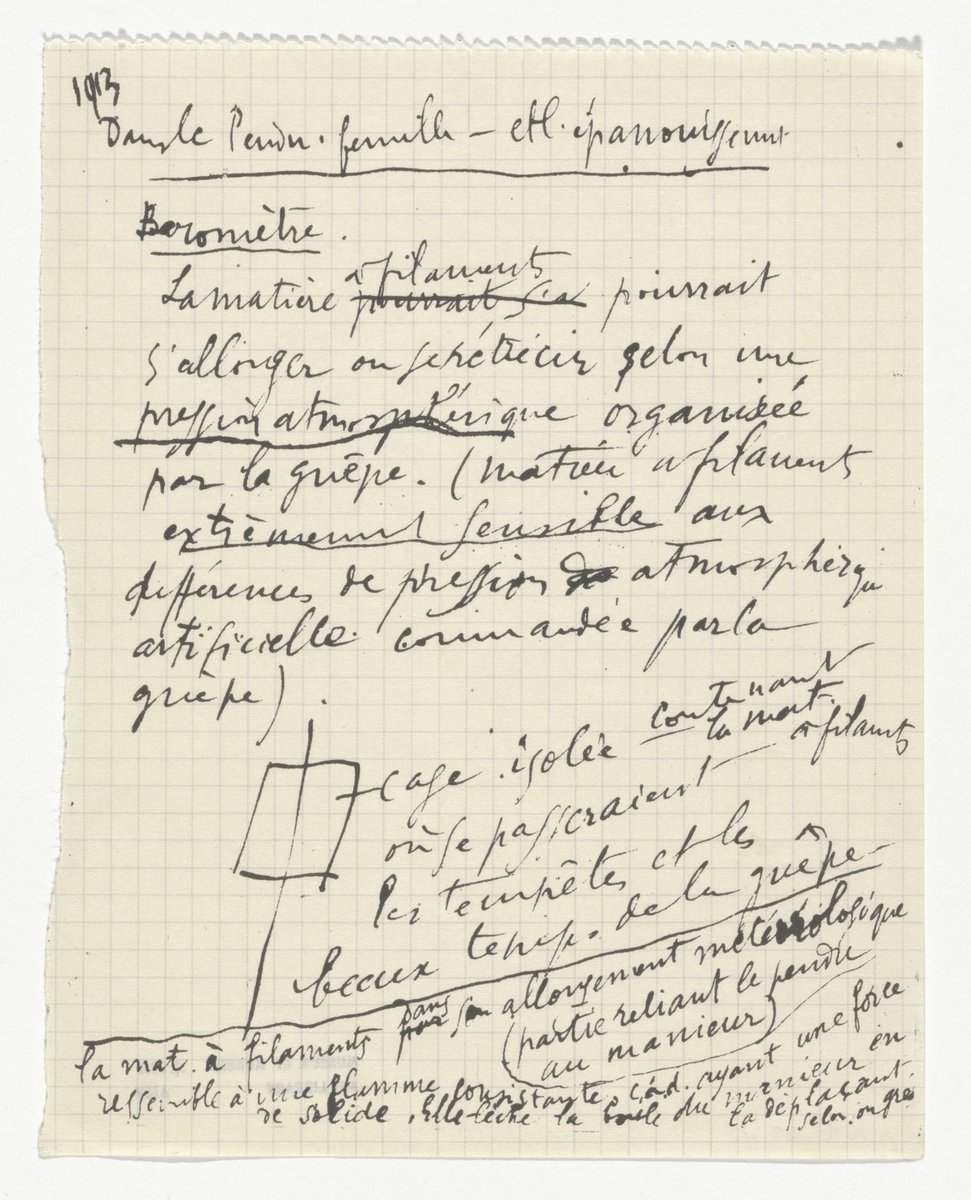 1913
Dans le Pendu. femelle — et l'épanouissement
Baromètre.
à filaments
La matière pourrait s'a pourrait
s'allonger ou se rétrécir selon une
pression atmosphérique organisée
par la guêpe. (matière à filaments
extrêmement sensible aux
différences de pression de atmosphérique
artificielle commandée par la
guêpe).
cage isolée contenant
la mat. à filaments
où se passeraient
les tempêtes et les
beaux temps de la guêpe—
la mat. à filaments dans son allongement météréologique
(partie reliant le pendu
au manieur)
ressemble à une flamme consistante, c.à.d. ayant une force
de solide. Elle lèche la boule du manieur en
la déplaçant.
selon. on gré